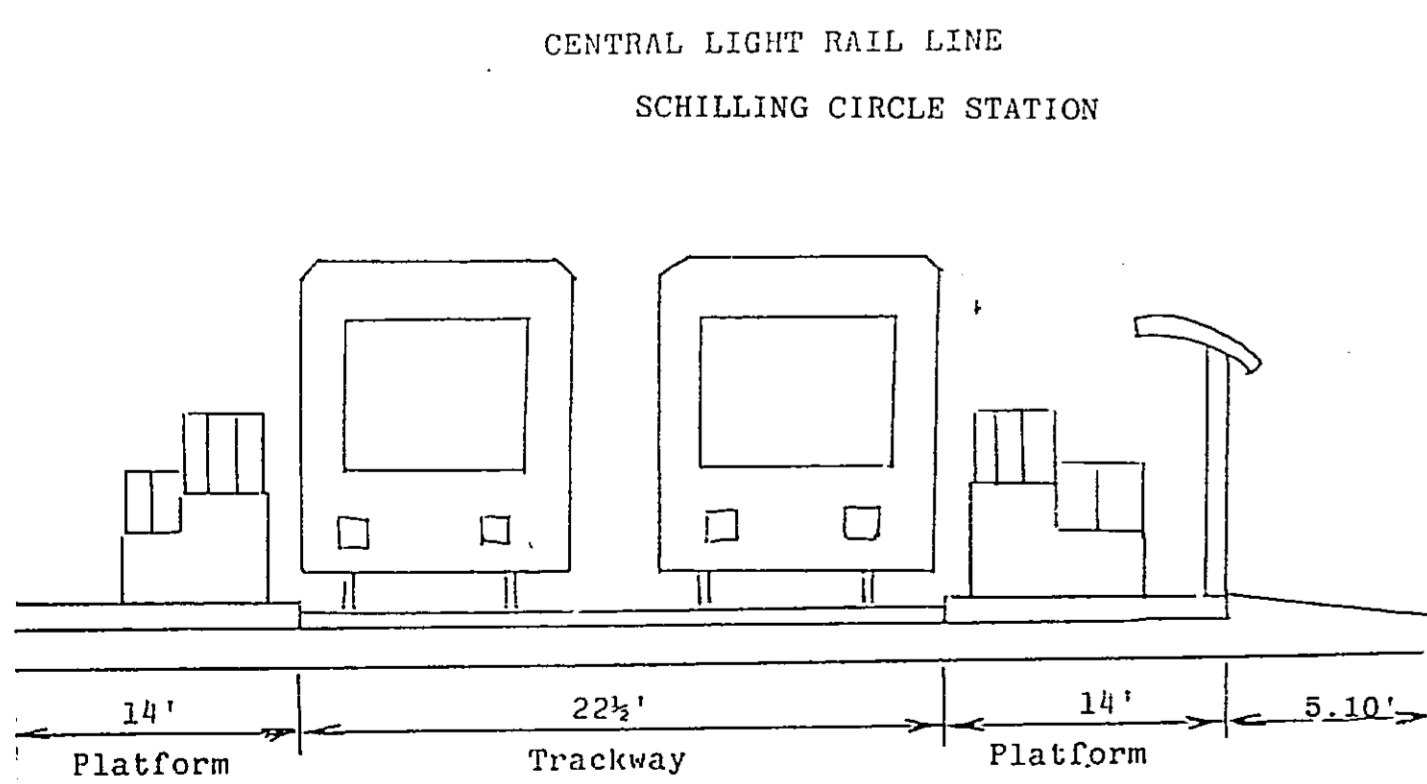 CENTRAL LIGHT RAIL LINE
SCHILLING CIRCLE STATION
14' 22½' 14' 5.10'
Platform Trackway Platform